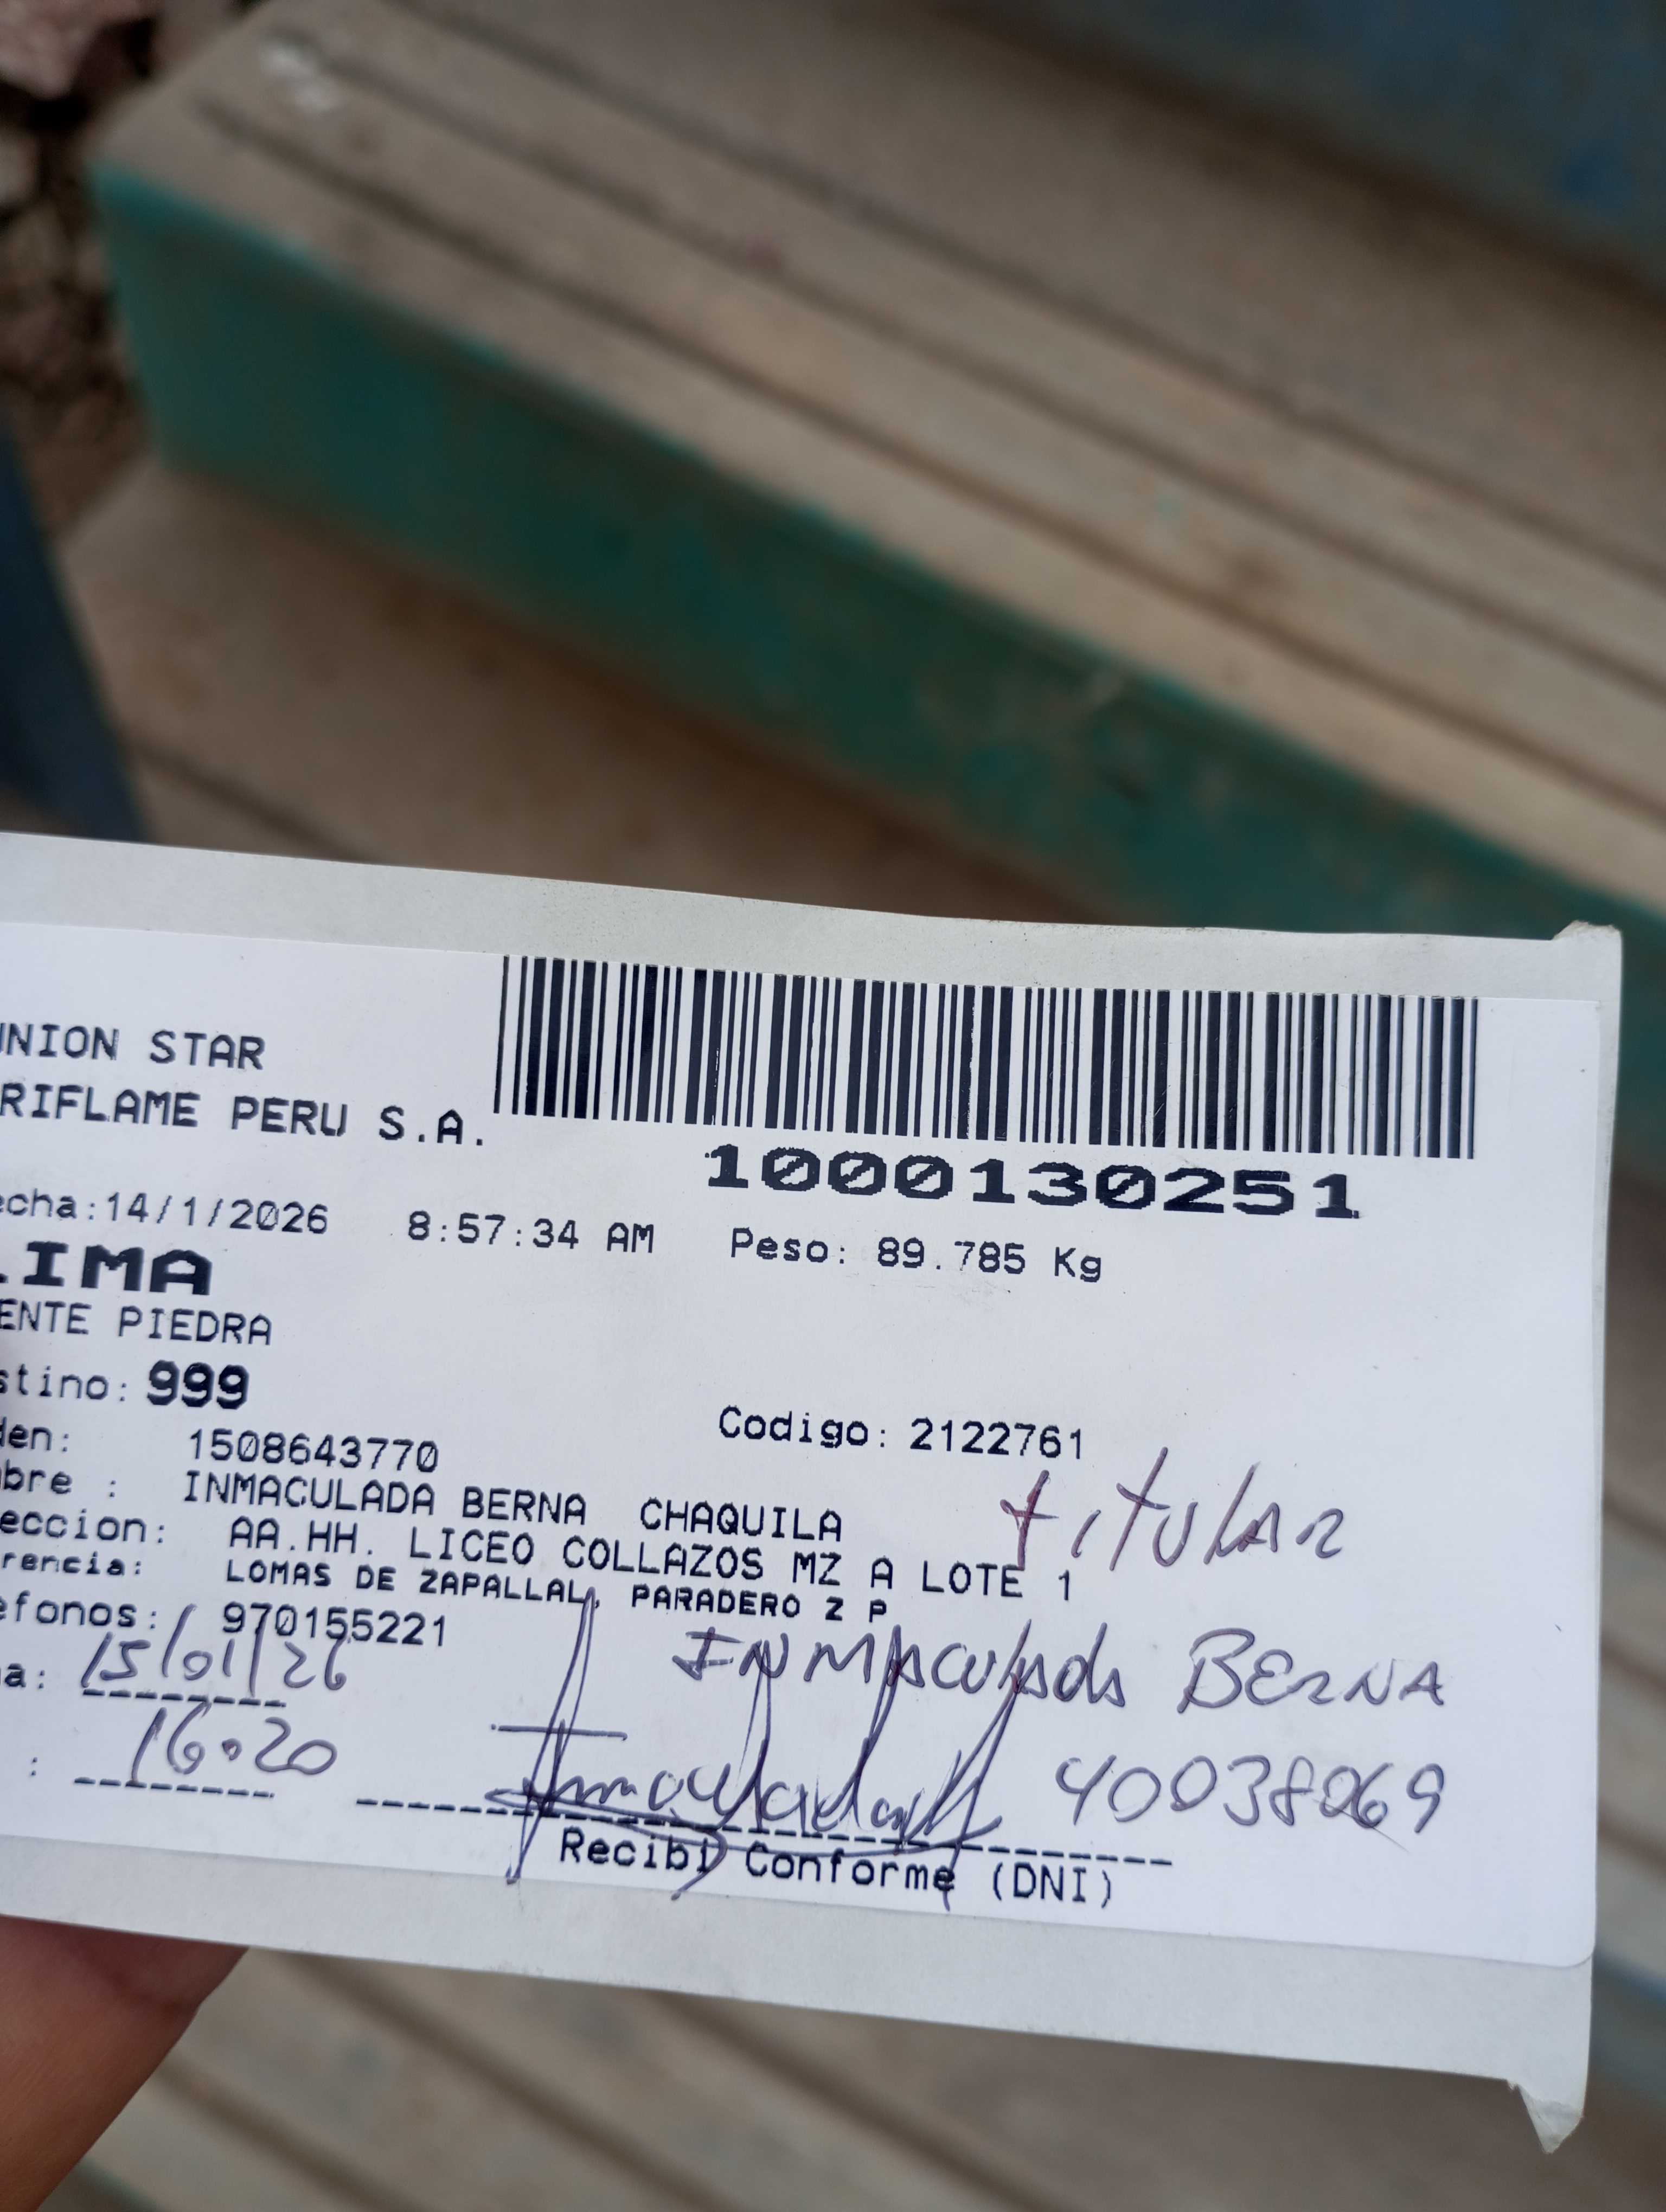 NION STAR
RIFLAME PERU S.A.
1000130251
echa:14/1/2026 8:57:34 AM Peso: 89.785 Kg
LIMA
ENTE PIEDRA
stino: 999
Codigo: 2122761
den: 1508643770
bre : INMACULADA BERNA CHAQUILA
titular
eccion: AA.HH. LICEO COLLAZOS MZ A LOTE 1
rencia: LOMAS DE ZAPALLAL, PARADERO Z P
efonos: 970155221
a: 15/01/26
INMACulAdA BERNA
: 16:20
Inmaculada
40038069
Recibi Conforme (DNI)